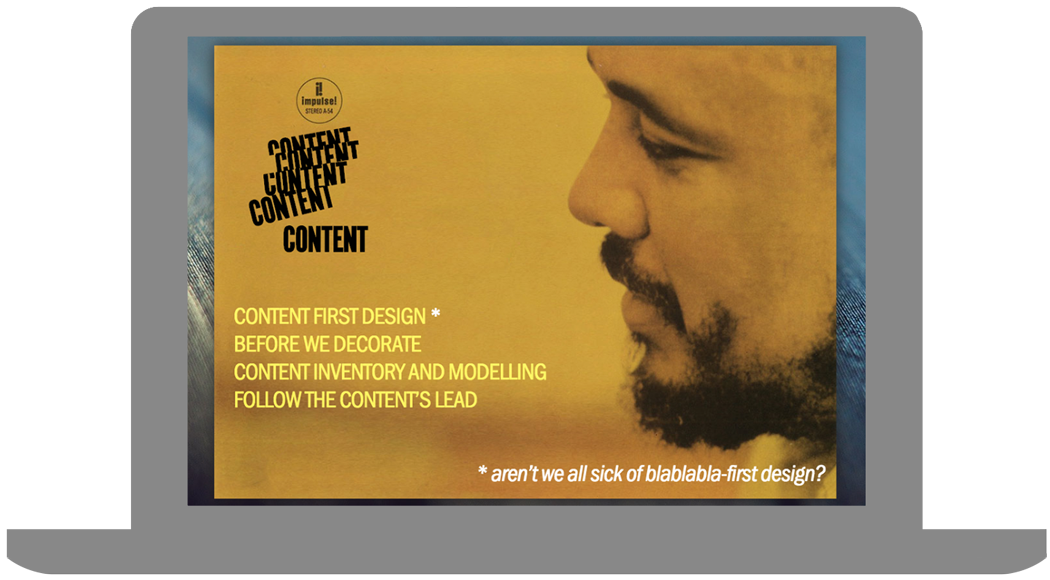 impulse!
STEREO A-54
CONTENT
CONTENT
CONTENT
CONTENT
CONTENT
CONTENT FIRST DESIGN *
BEFORE WE DECORATE
CONTENT INVENTORY AND MODELLING
FOLLOW THE CONTENT'S LEAD
* aren't we all sick of blablabla-first design?